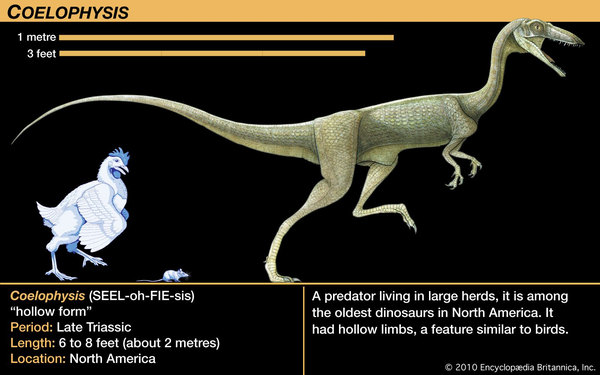 COELOPHYSIS
1 metre
3 feet
Coelophysis (SEEL-oh-FIE-sis)
“hollow form”
Period: Late Triassic
Length: 6 to 8 feet (about 2 metres)
Location: North America
A predator living in large herds, it is among
the oldest dinosaurs in North America. It
had hollow limbs, a feature similar to birds.
© 2010 Encyclopædia Britannica, Inc.